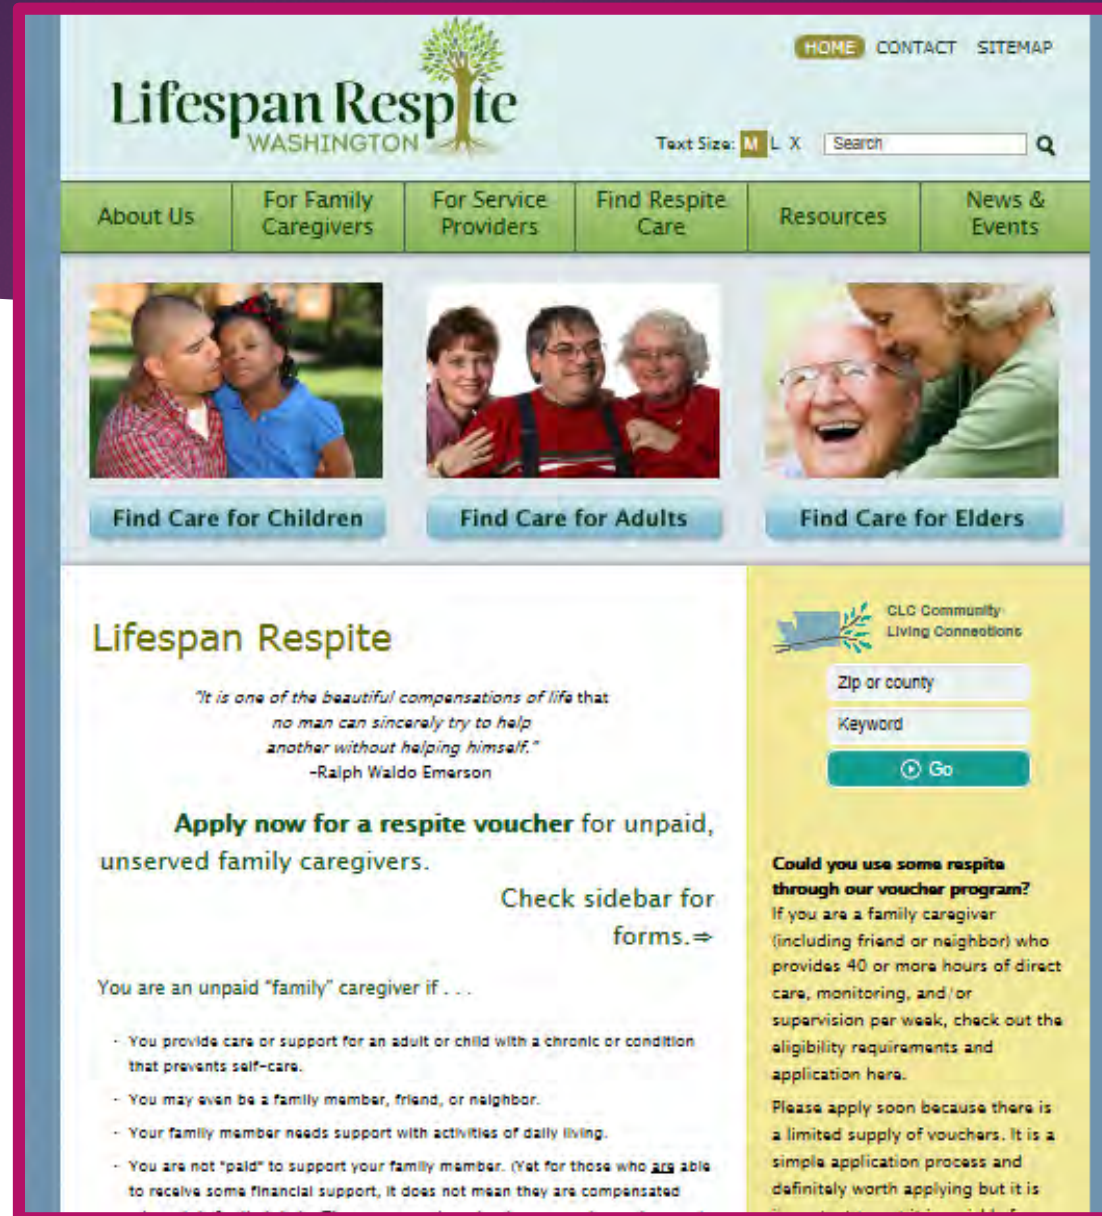 HOME CONTACT SITEMAP
Lifespan Respite
WASHINGTON
Text Size: M L X Search
About Us
For Family
Caregivers
For Service
Providers
Find Respite
Care
Resources
News &
Events
Find Care for Children
Find Care for Adults
Find Care for Elders
Lifespan Respite
"It is one of the beautiful compensations of life that
no man can sincerely try to help
another without helping himself."
-Ralph Waldo Emerson
Apply now for a respite voucher for unpaid,
unserved family caregivers.
Check sidebar for
forms.⇒
You are an unpaid "family" caregiver if . . .
- You provide care or support for an adult or child with a chronic or condition
that prevents self-care.
- You may even be a family member, friend, or neighbor.
- Your family member needs support with activities of daily living.
- You are not "paid" to support your family member. (Yet for those who are able
to receive some financial support, it does not mean they are compensated
CLC Community
Living Connections
Zip or county
Keyword
Go
Could you use some respite
through our voucher program?
If you are a family caregiver
(including friend or neighbor) who
provides 40 or more hours of direct
care, monitoring, and/or
supervision per week, check out the
eligibility requirements and
application here.
Please apply soon because there is
a limited supply of vouchers. It is a
simple application process and
definitely worth applying but it is